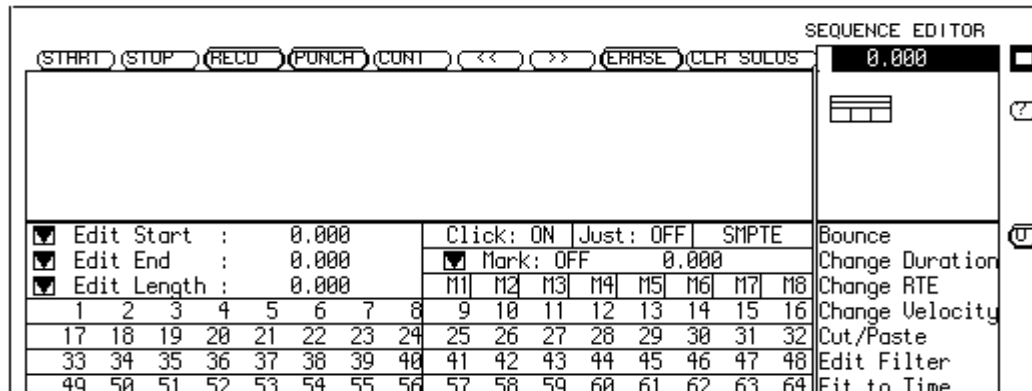 SEQUENCE EDITOR
START STOP RECD PUNCH CONT << >> ERASE CLR SOLOS 0.000
?
Edit Start : 0.000 Click: ON Just: OFF SMPTE Bounce
Edit End : 0.000 Mark: OFF 0.000 Change Duration
Edit Length : 0.000 M1 M2 M3 M4 M5 M6 M7 M8 Change RTE
1 2 3 4 5 6 7 8 9 10 11 12 13 14 15 16 Change Velocity
17 18 19 20 21 22 23 24 25 26 27 28 29 30 31 32 Cut/Paste
33 34 35 36 37 38 39 40 41 42 43 44 45 46 47 48 Edit Filter
49 50 51 52 53 54 55 56 57 58 59 60 61 62 63 64 Fit to Time